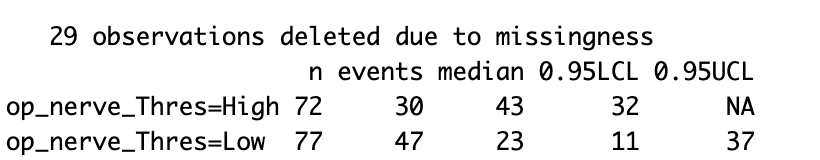 29 observations deleted due to missingness
n events median 0.95LCL 0.95UCL
op_nerve_Thres=High 72 30 43 32 NA
op_nerve_Thres=Low 77 47 23 11 37